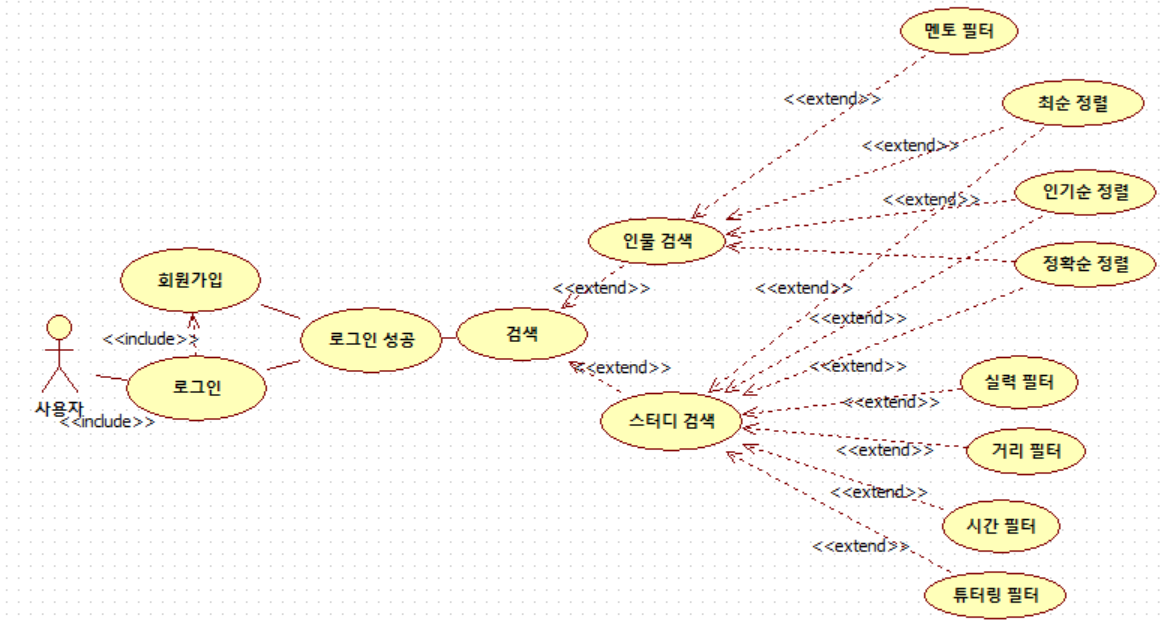 멘토 필터
<<extend>>
최순 정렬
<<extend>>
인기순 정렬
<<extend>>
인물 검색
정확순 정렬
회원가입
<<extend>>
<<extend>>
<<extend>>
<<include>>
로그인 성공
검색
<<extend>>
실력 필터
로그인
사용자
<<include>>
<<extend>>
스터디 검색
<<extend>>
거리 필터
<<extend>>
시간 필터
<<extend>>
튜터링 필터